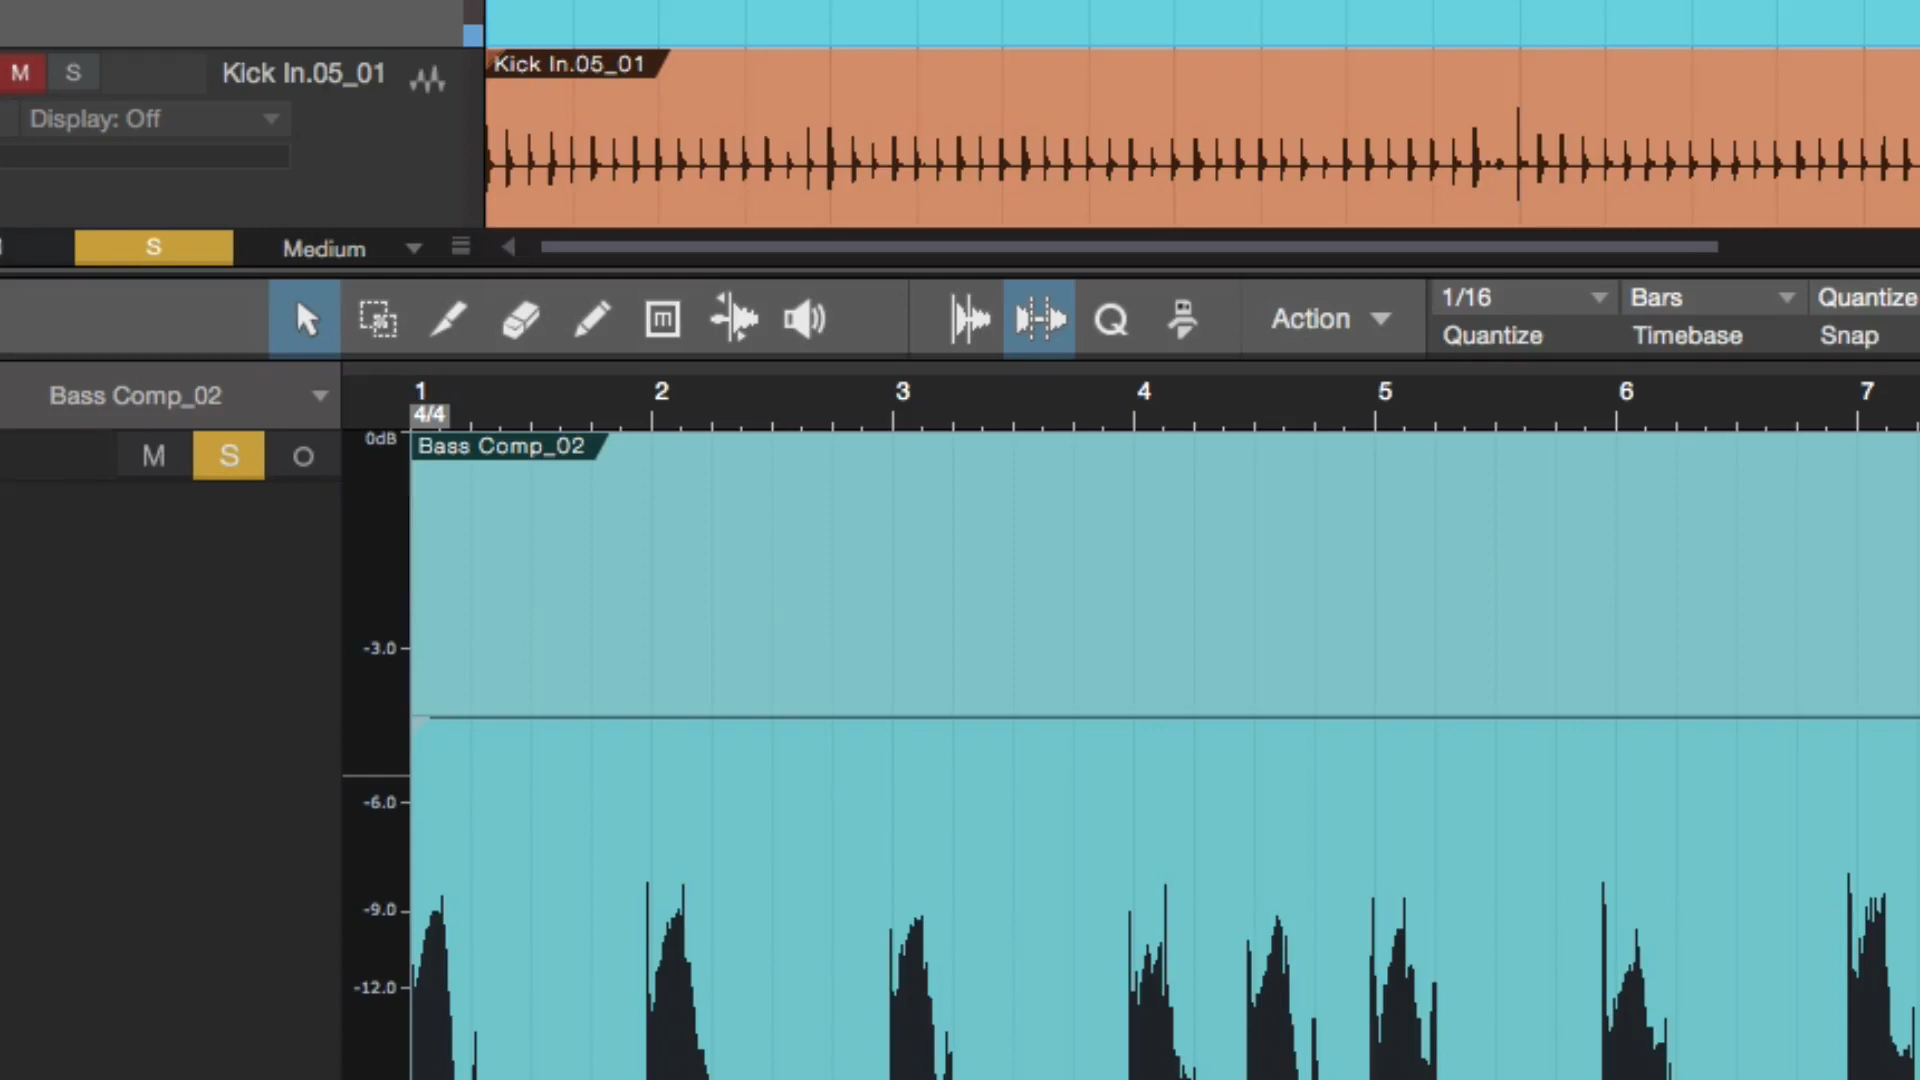 M S Kick In.05_01
Kick In.05_01
Display: Off
S Medium
m Q Action 1/16 Bars Quantize
Quantize Timebase Snap
Bass Comp_02
1 2 3 4 5 6 7
4/4
M S O
0dB
Bass Comp_02
-3.0
-6.0
-9.0
-12.0